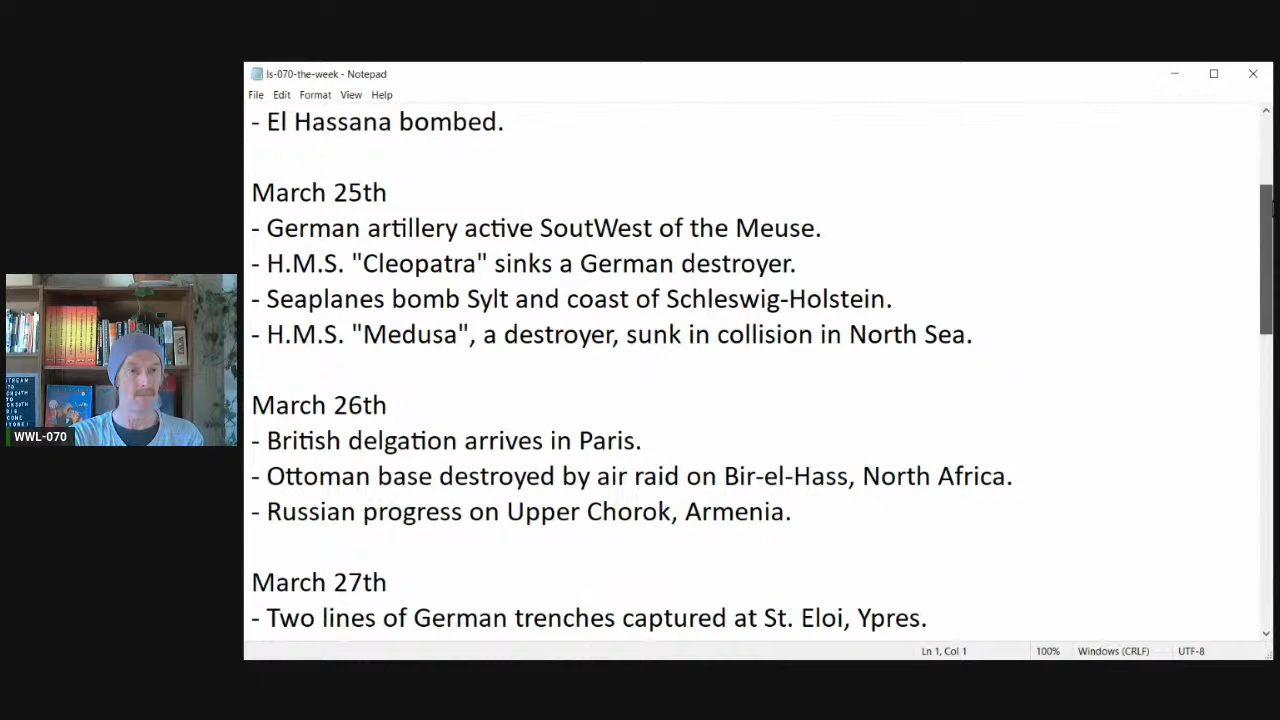 ls-070-the-week - Notepad
File Edit Format View Help
- El Hassana bombed.
March 25th
- German artillery active SoutWest of the Meuse.
- H.M.S. "Cleopatra" sinks a German destroyer.
- Seaplanes bomb Sylt and coast of Schleswig-Holstein.
- H.M.S. "Medusa", a destroyer, sunk in collision in North Sea.
March 26th
- British delgation arrives in Paris.
- Ottoman base destroyed by air raid on Bir-el-Hass, North Africa.
- Russian progress on Upper Chorok, Armenia.
March 27th
- Two lines of German trenches captured at St. Eloi, Ypres.
Ln 1, Col 1 100% Windows (CRLF) UTF-8
WWL-070